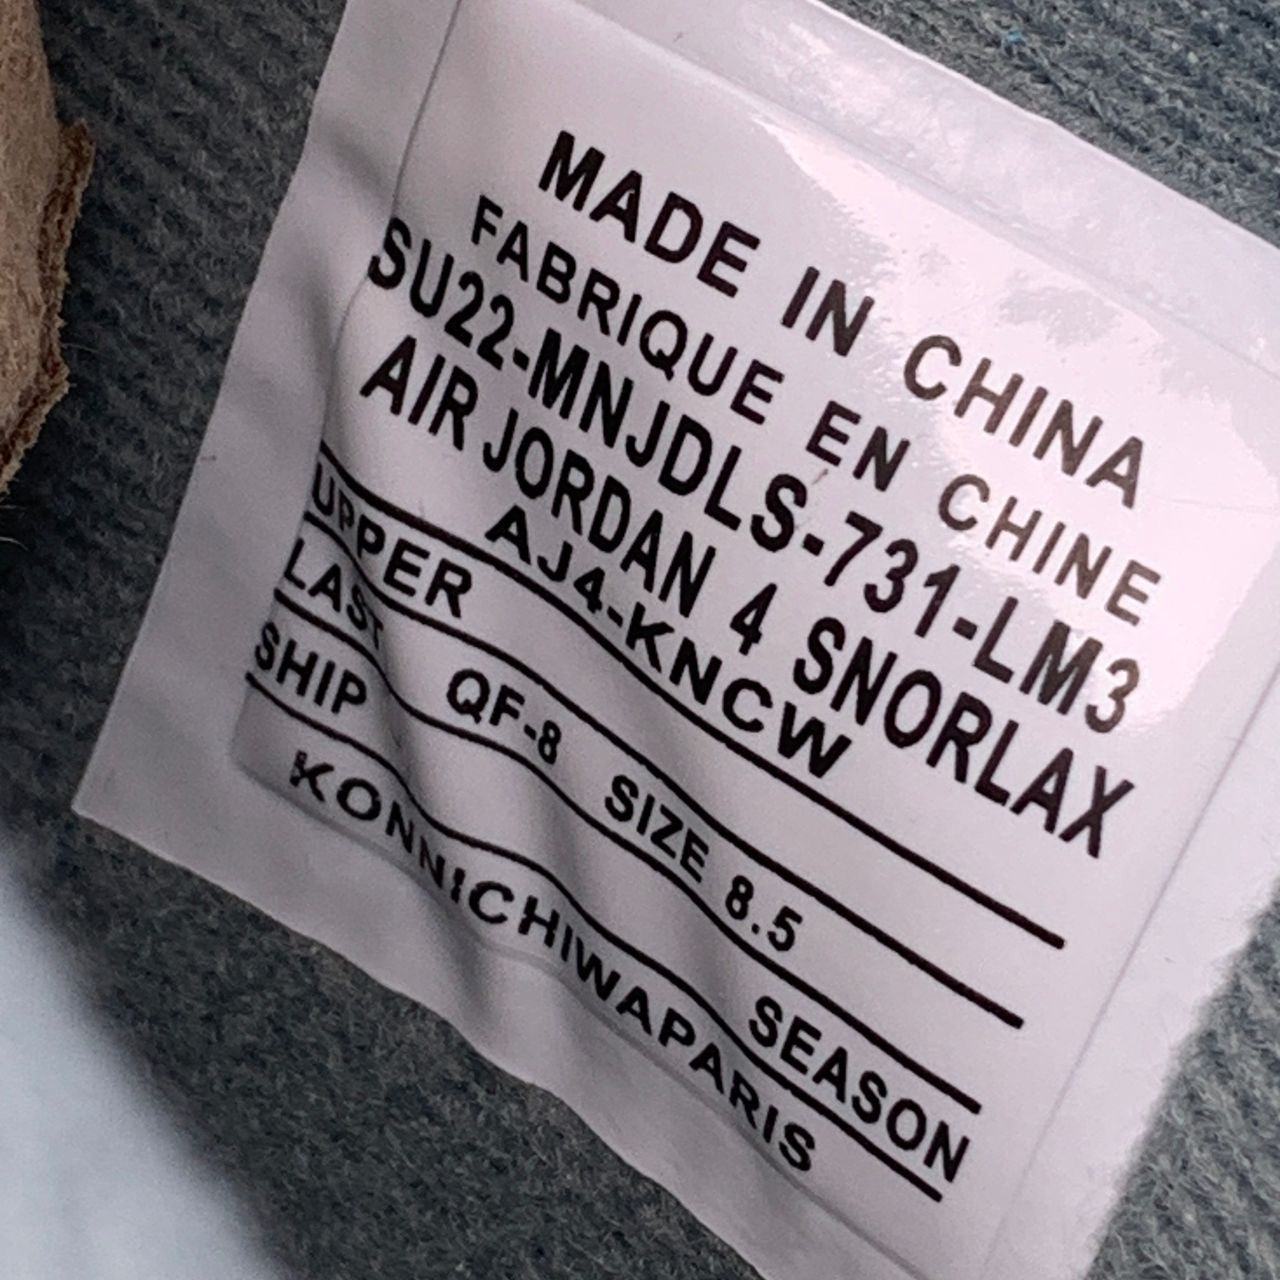 MADE IN CHINA
FABRIQUE EN CHINE
SU22-MNJDLS-731-LM3
AIR JORDAN 4 SNORLAX
AJ4-KNCW
UPPER
LAST QF-8 SIZE 8.5
SHIP SEASON
KONNICHIWAPARIS